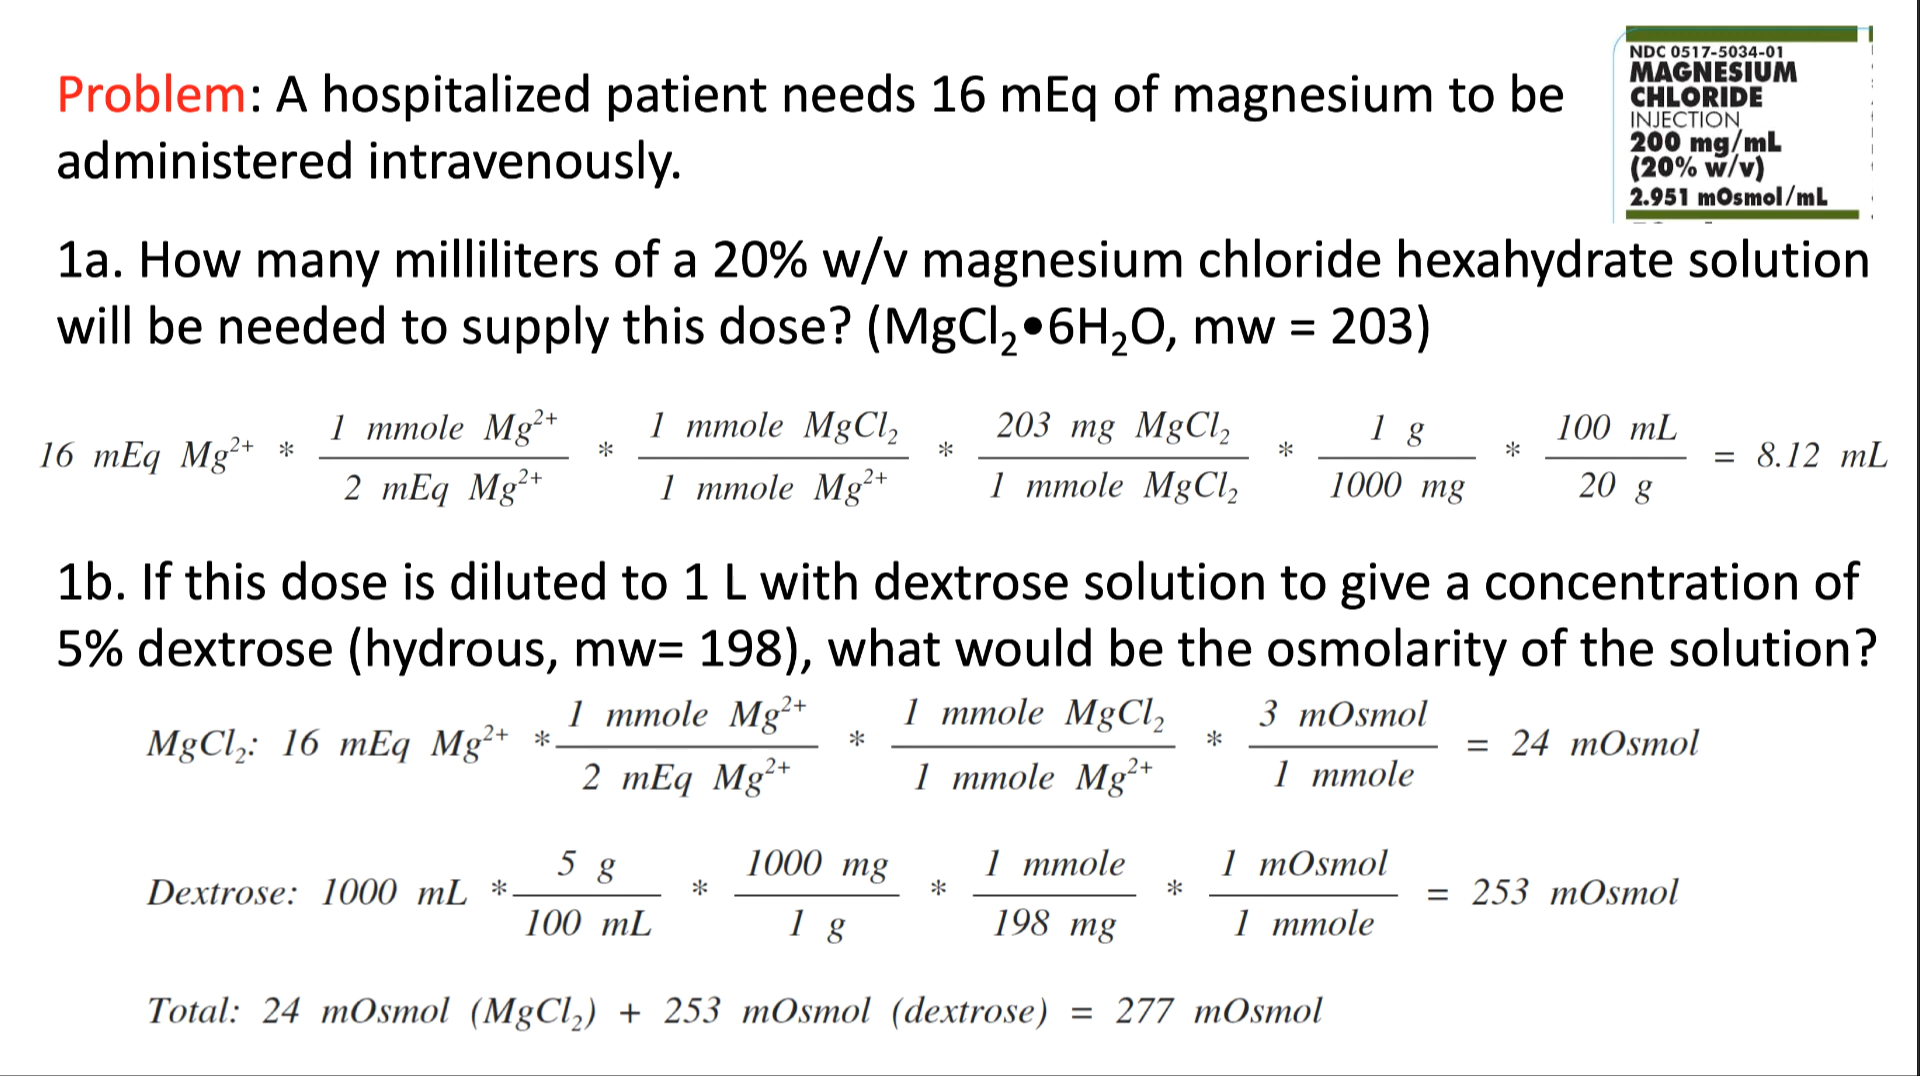 Problem: A hospitalized patient needs 16 mEq of magnesium to be
administered intravenously.
NDC 0517-5034-01
MAGNESIUM
CHLORIDE
INJECTION
200 mg/mL
(20% w/v)
2.951 mOsmol/mL
1a. How many milliliters of a 20% w/v magnesium chloride hexahydrate solution
will be needed to supply this dose? (MgCl₂•6H₂O, mw = 203)
16 mEq Mg²⁺ * 1 mmole Mg²⁺ / 2 mEq Mg²⁺ * 1 mmole MgCl₂ / 1 mmole Mg²⁺ * 203 mg MgCl₂ / 1 mmole MgCl₂ * 1 g / 1000 mg * 100 mL / 20 g = 8.12 mL
1b. If this dose is diluted to 1 L with dextrose solution to give a concentration of
5% dextrose (hydrous, mw= 198), what would be the osmolarity of the solution?
MgCl₂: 16 mEq Mg²⁺ * 1 mmole Mg²⁺ / 2 mEq Mg²⁺ * 1 mmole MgCl₂ / 1 mmole Mg²⁺ * 3 mOsmol / 1 mmole = 24 mOsmol
Dextrose: 1000 mL * 5 g / 100 mL * 1000 mg / 1 g * 1 mmole / 198 mg * 1 mOsmol / 1 mmole = 253 mOsmol
Total: 24 mOsmol (MgCl₂) + 253 mOsmol (dextrose) = 277 mOsmol